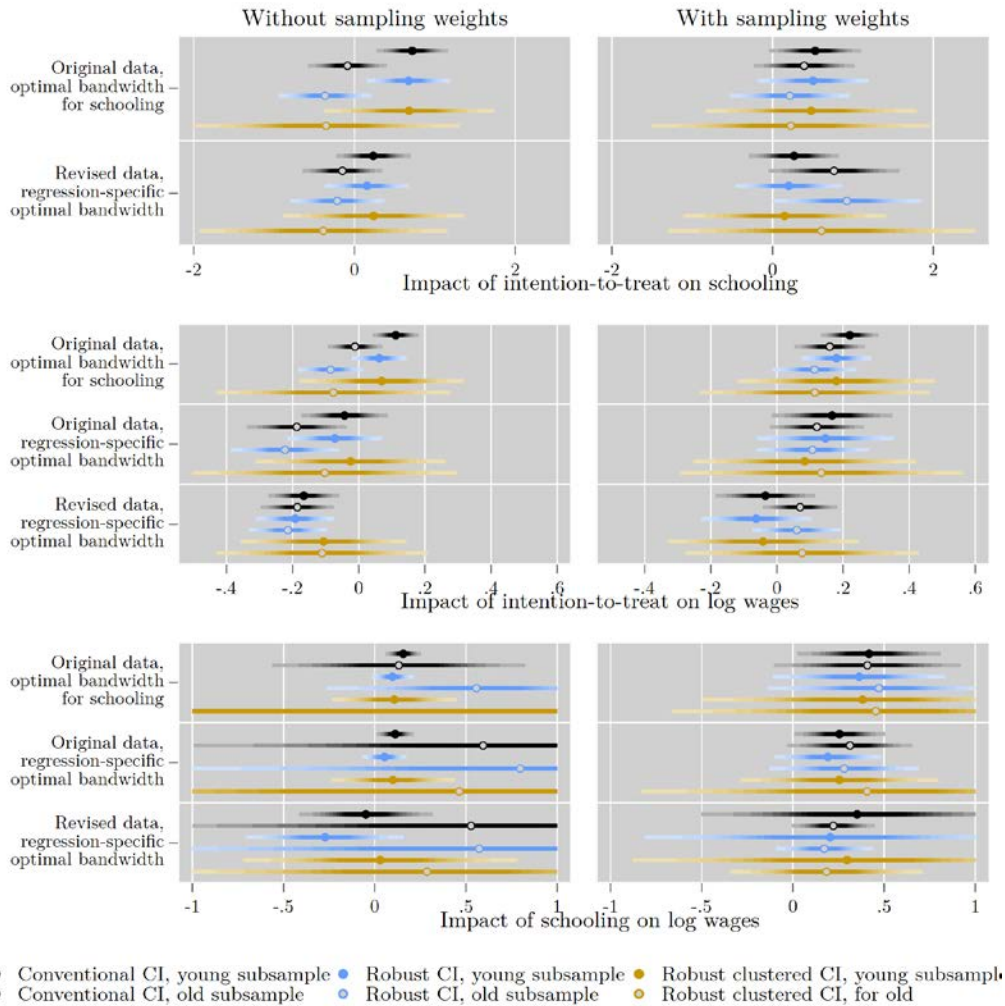 Without sampling weights
With sampling weights
Original data,
optimal bandwidth
for schooling
Revised data,
regression-specific
optimal bandwidth
-2 0 2
-2 0 2
Impact of intention-to-treat on schooling
Original data,
optimal bandwidth
for schooling
Original data,
regression-specific
optimal bandwidth
Revised data,
regression-specific
optimal bandwidth
-.4 -.2 0 .2 .4 .6
-.4 -.2 0 .2 .4 .6
Impact of intention-to-treat on log wages
Original data,
optimal bandwidth
for schooling
Original data,
regression-specific
optimal bandwidth
Revised data,
regression-specific
optimal bandwidth
-1 -.5 0 .5 1
-1 -.5 0 .5 1
Impact of schooling on log wages
Conventional CI, young subsample Robust CI, young subsample Robust clustered CI, young subsample
Conventional CI, old subsample Robust CI, old subsample Robust clustered CI, for old